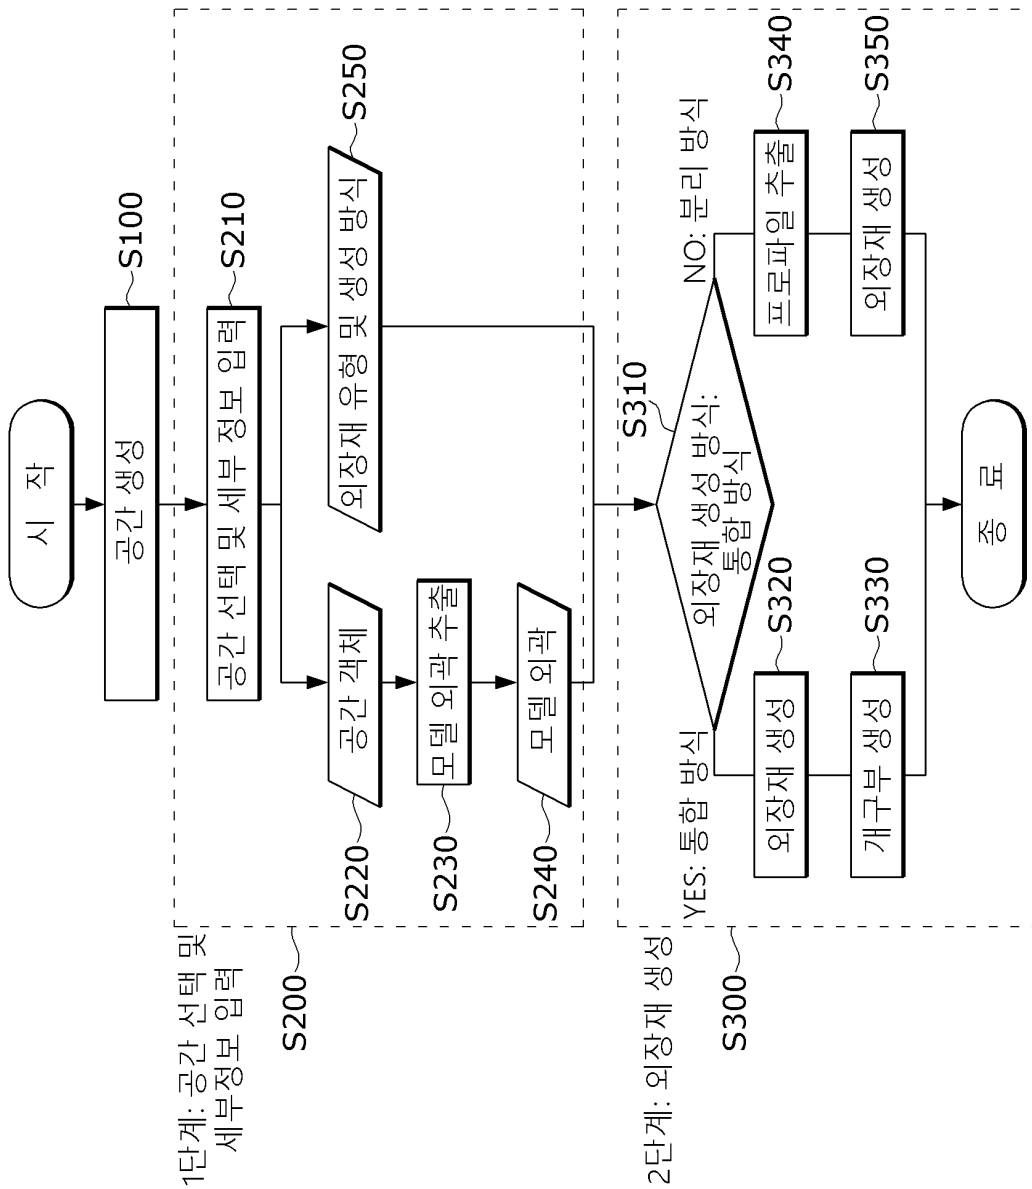 시 작
공간 생성
S100
1단계: 공간 선택 및
세부정보 입력
S200
공간 선택 및 세부 정보 입력
S210
공간 객체
S220
외장재 유형 및 생성 방식
S250
모델 외곽 추출
S230
모델 외곽
S240
2단계: 외장재 생성
S300
외장재 생성 방식:
통합 방식
S310
YES: 통합 방식
NO: 분리 방식
외장재 생성
S320
프로파일 추출
S340
개구부 생성
S330
외장재 생성
S350
종 료